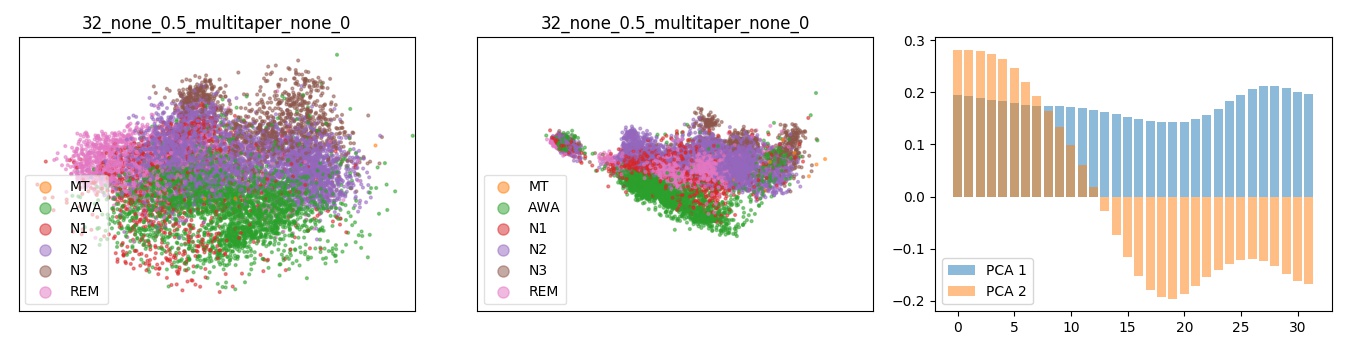 32_none_0.5_multitaper_none_0
MT
AWA
N1
N2
N3
REM
32_none_0.5_multitaper_none_0
MT
AWA
N1
N2
N3
REM
0.3
0.2
0.1
0.0
−0.1
−0.2
PCA 1
PCA 2
0 5 10 15 20 25 30